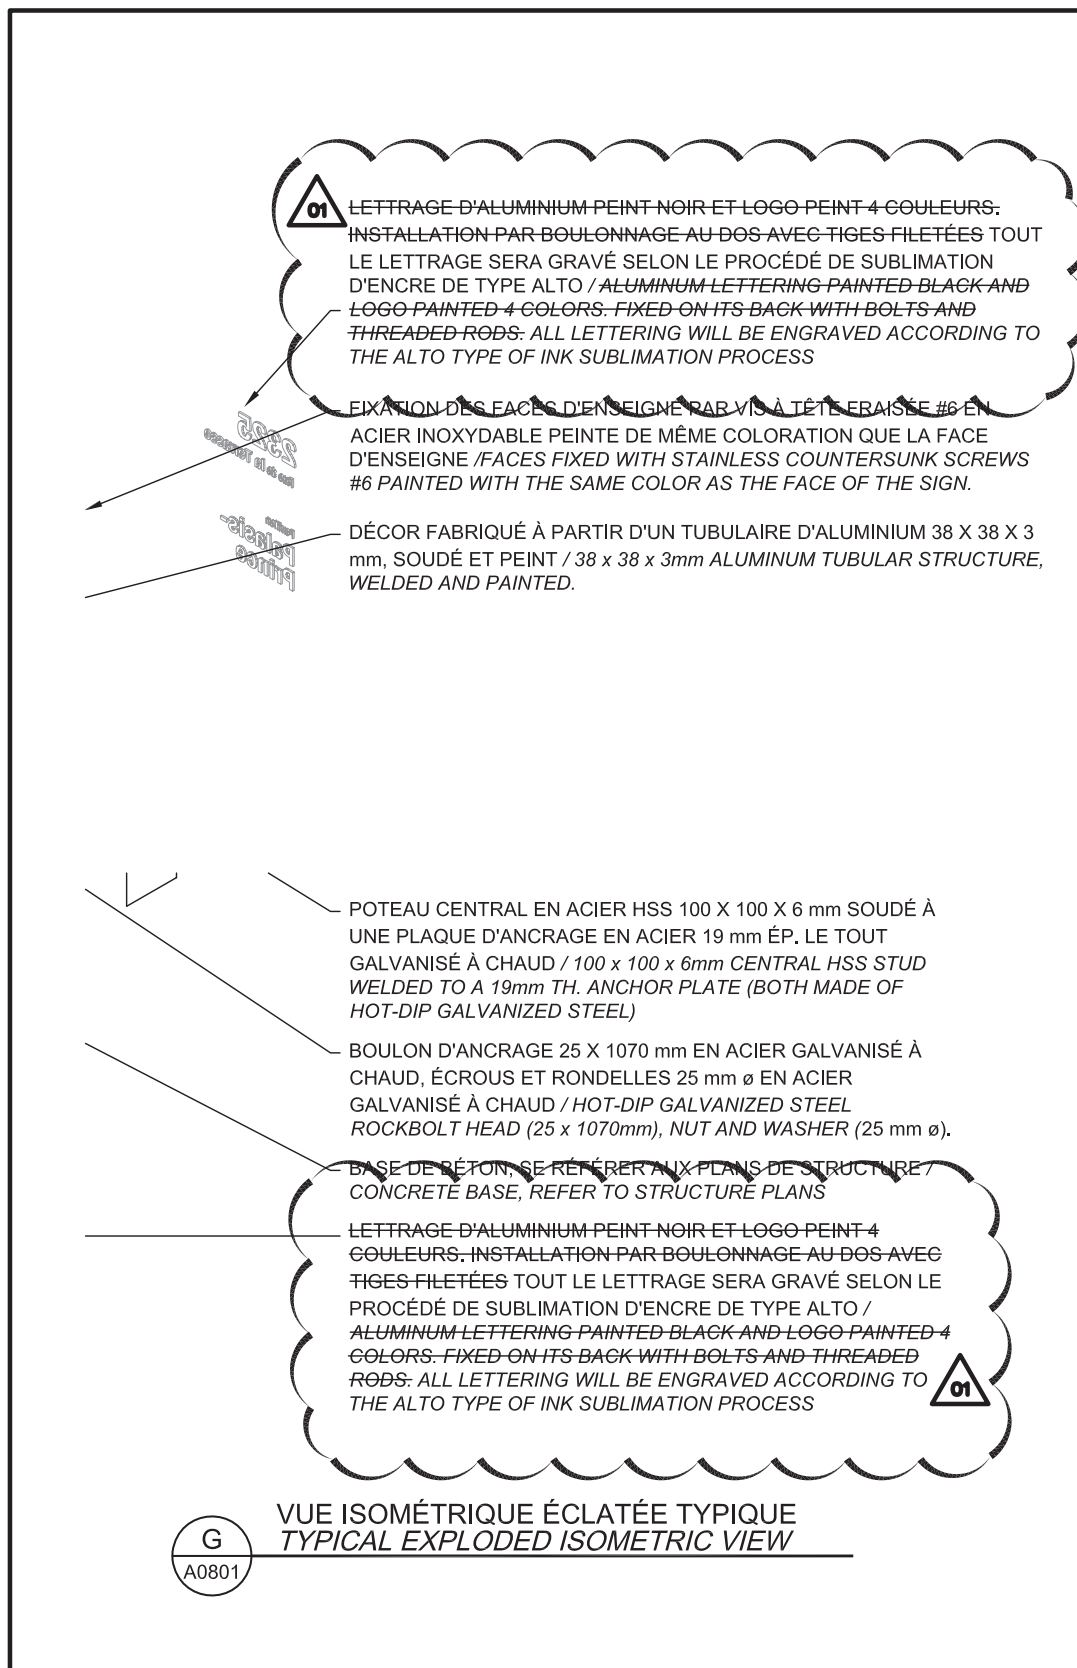 01
LETTRAGE D'ALUMINIUM PEINT NOIR ET LOGO PEINT 4 COULEURS.
INSTALLATION PAR BOULONNAGE AU DOS AVEC TIGES FILETÉES TOUT
LE LETTRAGE SERA GRAVÉ SELON LE PROCÉDÉ DE SUBLIMATION
D'ENCRE DE TYPE ALTO / ALUMINUM LETTERING PAINTED BLACK AND
LOGO PAINTED 4 COLORS. FIXED ON ITS BACK WITH BOLTS AND
THREADED RODS. ALL LETTERING WILL BE ENGRAVED ACCORDING TO
THE ALTO TYPE OF INK SUBLIMATION PROCESS
FIXATION DES FACES D'ENSEIGNE PAR VIS À TÊTE FRAISÉE #6 EN
ACIER INOXYDABLE PEINTE DE MÊME COLORATION QUE LA FACE
D'ENSEIGNE /FACES FIXED WITH STAINLESS COUNTERSUNK SCREWS
#6 PAINTED WITH THE SAME COLOR AS THE FACE OF THE SIGN.
2325
Rue de la Terrasse
Pavillon
Palasis-
Prince
DÉCOR FABRIQUÉ À PARTIR D'UN TUBULAIRE D'ALUMINIUM 38 X 38 X 3
mm, SOUDÉ ET PEINT / 38 x 38 x 3mm ALUMINUM TUBULAR STRUCTURE,
WELDED AND PAINTED.
POTEAU CENTRAL EN ACIER HSS 100 X 100 X 6 mm SOUDÉ À
UNE PLAQUE D'ANCRAGE EN ACIER 19 mm ÉP. LE TOUT
GALVANISÉ À CHAUD / 100 x 100 x 6mm CENTRAL HSS STUD
WELDED TO A 19mm TH. ANCHOR PLATE (BOTH MADE OF
HOT-DIP GALVANIZED STEEL)
BOULON D'ANCRAGE 25 X 1070 mm EN ACIER GALVANISÉ À
CHAUD, ÉCROUS ET RONDELLES 25 mm ø EN ACIER
GALVANISÉ À CHAUD / HOT-DIP GALVANIZED STEEL
ROCKBOLT HEAD (25 x 1070mm), NUT AND WASHER (25 mm ø).
BASE DE BÉTON, SE RÉFÉRER AUX PLANS DE STRUCTURE /
CONCRETE BASE, REFER TO STRUCTURE PLANS
LETTRAGE D'ALUMINIUM PEINT NOIR ET LOGO PEINT 4
COULEURS. INSTALLATION PAR BOULONNAGE AU DOS AVEC
TIGES FILETÉES TOUT LE LETTRAGE SERA GRAVÉ SELON LE
PROCÉDÉ DE SUBLIMATION D'ENCRE DE TYPE ALTO /
ALUMINUM LETTERING PAINTED BLACK AND LOGO PAINTED 4
COLORS. FIXED ON ITS BACK WITH BOLTS AND THREADED
RODS. ALL LETTERING WILL BE ENGRAVED ACCORDING TO
THE ALTO TYPE OF INK SUBLIMATION PROCESS
01
VUE ISOMÉTRIQUE ÉCLATÉE TYPIQUE
TYPICAL EXPLODED ISOMETRIC VIEW
G
A0801